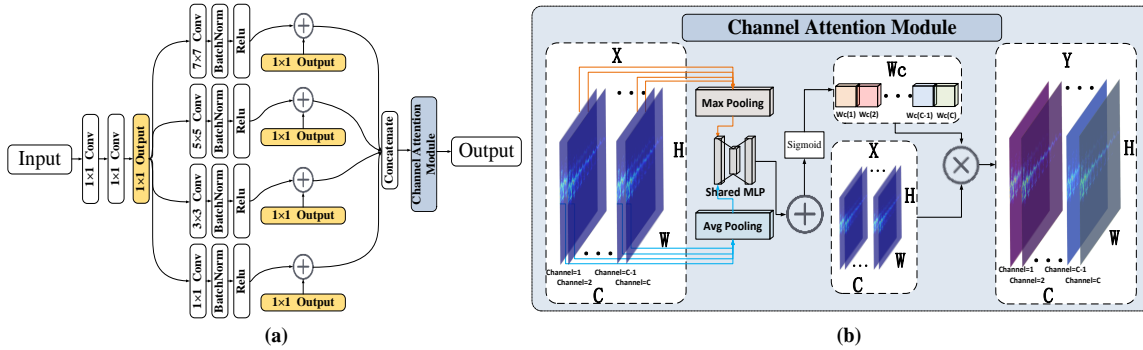 Input
1×1 Conv
1×1 Conv
1×1 Output
7×7 Conv
BatchNorm
Relu
1×1 Output
5×5 Conv
BatchNorm
Relu
1×1 Output
3×3 Conv
BatchNorm
Relu
1×1 Output
1×1 Conv
BatchNorm
Relu
1×1 Output
Concatenate
Channel Attention
Module
Output
(a)
Channel Attention Module
X
H
W
Channel=1
Channel=2
Channel=C-1
Channel=C
C
Max Pooling
Shared MLP
Avg Pooling
Sigmoid
Wc
Wc(1) Wc(2) Wc(C-1) Wc(C)
X
H
W
C
Y
H
W
Channel=1
Channel=2
Channel=C-1
Channel=C
C
(b)